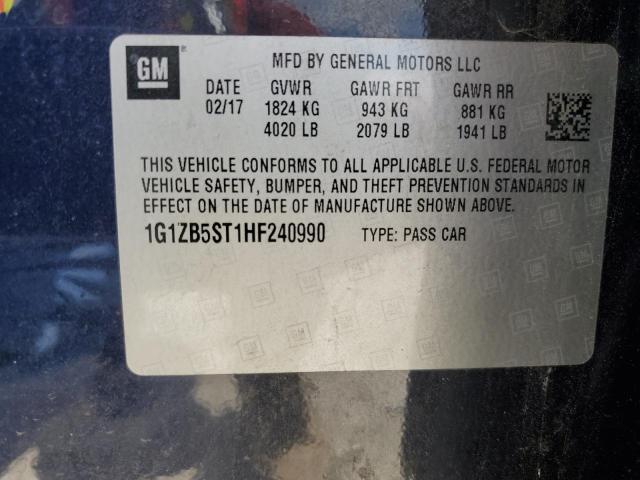 GM
MFD BY GENERAL MOTORS LLC
DATE GVWR GAWR FRT GAWR RR
02/17 1824 KG 943 KG 881 KG
4020 LB 2079 LB 1941 LB
THIS VEHICLE CONFORMS TO ALL APPLICABLE U.S. FEDERAL MOTOR
VEHICLE SAFETY, BUMPER, AND THEFT PREVENTION STANDARDS IN
EFFECT ON THE DATE OF MANUFACTURE SHOWN ABOVE.
1G1ZB5ST1HF240990 TYPE: PASS CAR